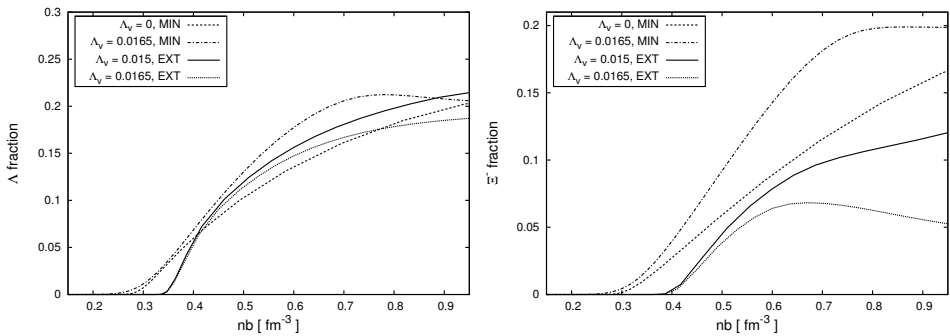 Λ fraction
0.3
0.25
0.2
0.15
0.1
0.05
0
Λv = 0, MIN
Λv = 0.0165, MIN
Λv = 0.015, EXT
Λv = 0.0165, EXT
0.2 0.3 0.4 0.5 0.6 0.7 0.8 0.9
nb [ fm-3]
Ξ- fraction
0.2
0.15
0.1
0.05
0
Λv = 0, MIN
Λv = 0.0165, MIN
Λv = 0.015, EXT
Λv = 0.0165, EXT
0.2 0.3 0.4 0.5 0.6 0.7 0.8 0.9
nb [ fm-3]